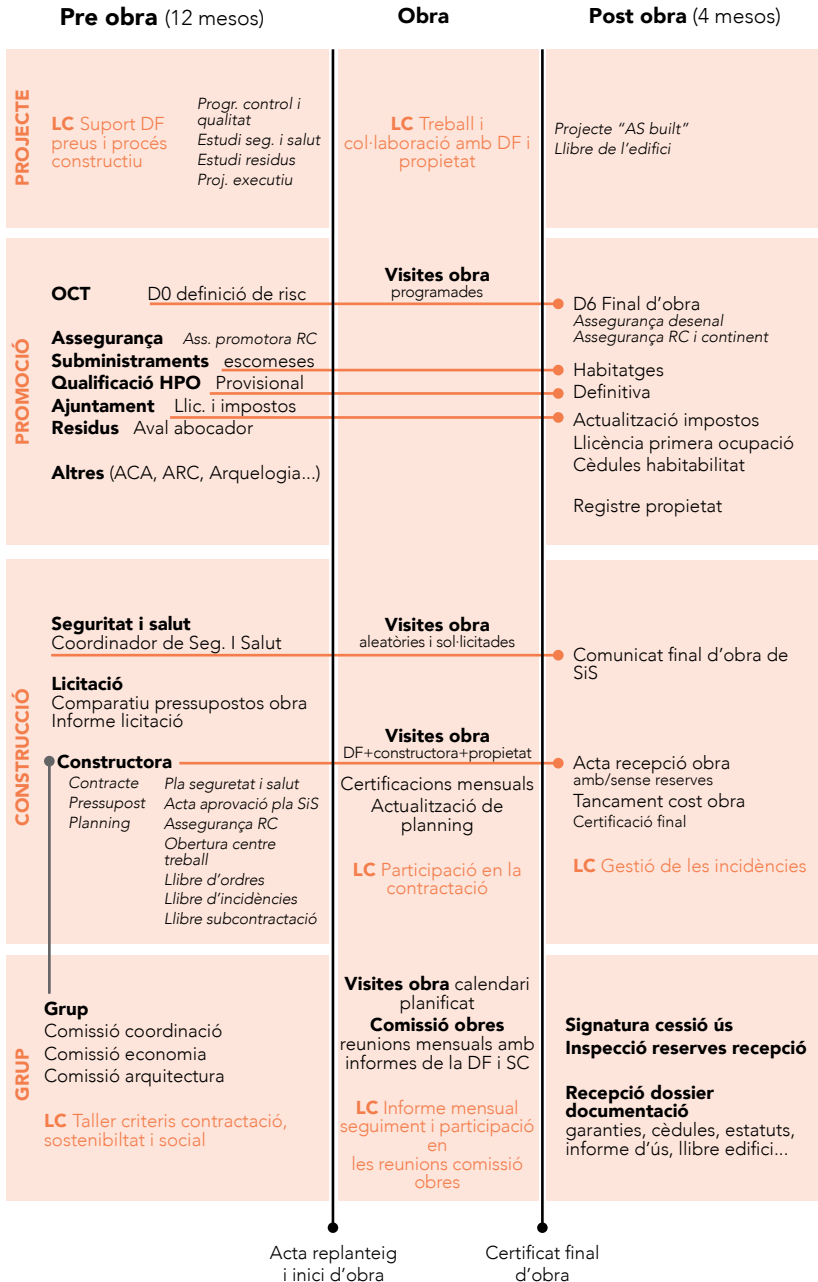 Pre obra (12 mesos)
Obra
Post obra (4 mesos)
PROJECTE
LC Suport DF
preus i procés
constructiu
Progr. control i
qualitat
Estudi seg. i salut
Estudi residus
Proj. executiu
LC Treball i
col·laboració amb DF i
propietat
Projecte “AS built”
Llibre de l’edifici
PROMOCIÓ
OCT D0 definició de risc
Assegurança Ass. promotora RC
Subministraments escomeses
Qualificació HPO Provisional
Ajuntament Llic. i impostos
Residus Aval abocador
Altres (ACA, ARC, Arquelogia...)
Visites obra
programades
D6 Final d’obra
Assegurança desenal
Assegurança RC i continent
Habitatges
Definitiva
Actualització impostos
Llicència primera ocupació
Cèdules habitabilitat
Registre propietat
CONSTRUCCIÓ
Seguritat i salut
Coordinador de Seg. I Salut
Licitació
Comparatiu pressupostos obra
Informe licitació
Constructora
Contracte
Pressupost
Planning
Pla seguretat i salut
Acta aprovació pla SiS
Assegurança RC
Obertura centre
treball
Llibre d’ordres
Llibre d’incidències
Llibre subcontractació
Visites obra
aleatòries i sol·licitades
Visites obra
DF+constructora+propietat
Certificacions mensuals
Actualització de
planning
LC Participació en la
contractació
Comunicat final d’obra de
SiS
Acta recepció obra
amb/sense reserves
Tancament cost obra
Certificació final
LC Gestió de les incidències
GRUP
Grup
Comissió coordinació
Comissió economia
Comissió arquitectura
LC Taller criteris contractació,
sostenibiltat i social
Visites obra calendari
planificat
Comissió obres
reunions mensuals amb
informes de la DF i SC
LC Informe mensual
seguiment i participació
en
les reunions comissió
obres
Signatura cessió ús
Inspecció reserves recepció
Recepció dossier
documentació
garanties, cèdules, estatuts,
informe d’ús, llibre edifici...
Acta replanteig
i inici d’obra
Certificat final
d’obra